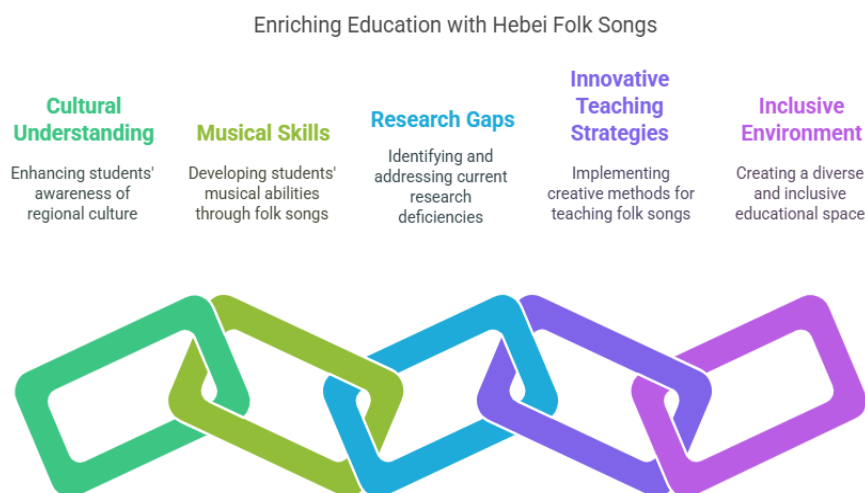 Enriching Education with Hebei Folk Songs
Cultural
Understanding
Enhancing students'
awareness of
regional culture
Musical Skills
Developing students'
musical abilities
through folk songs
Research Gaps
Identifying and
addressing current
research
deficiencies
Innovative
Teaching
Strategies
Implementing
creative methods for
teaching folk songs
Inclusive
Environment
Creating a diverse
and inclusive
educational space